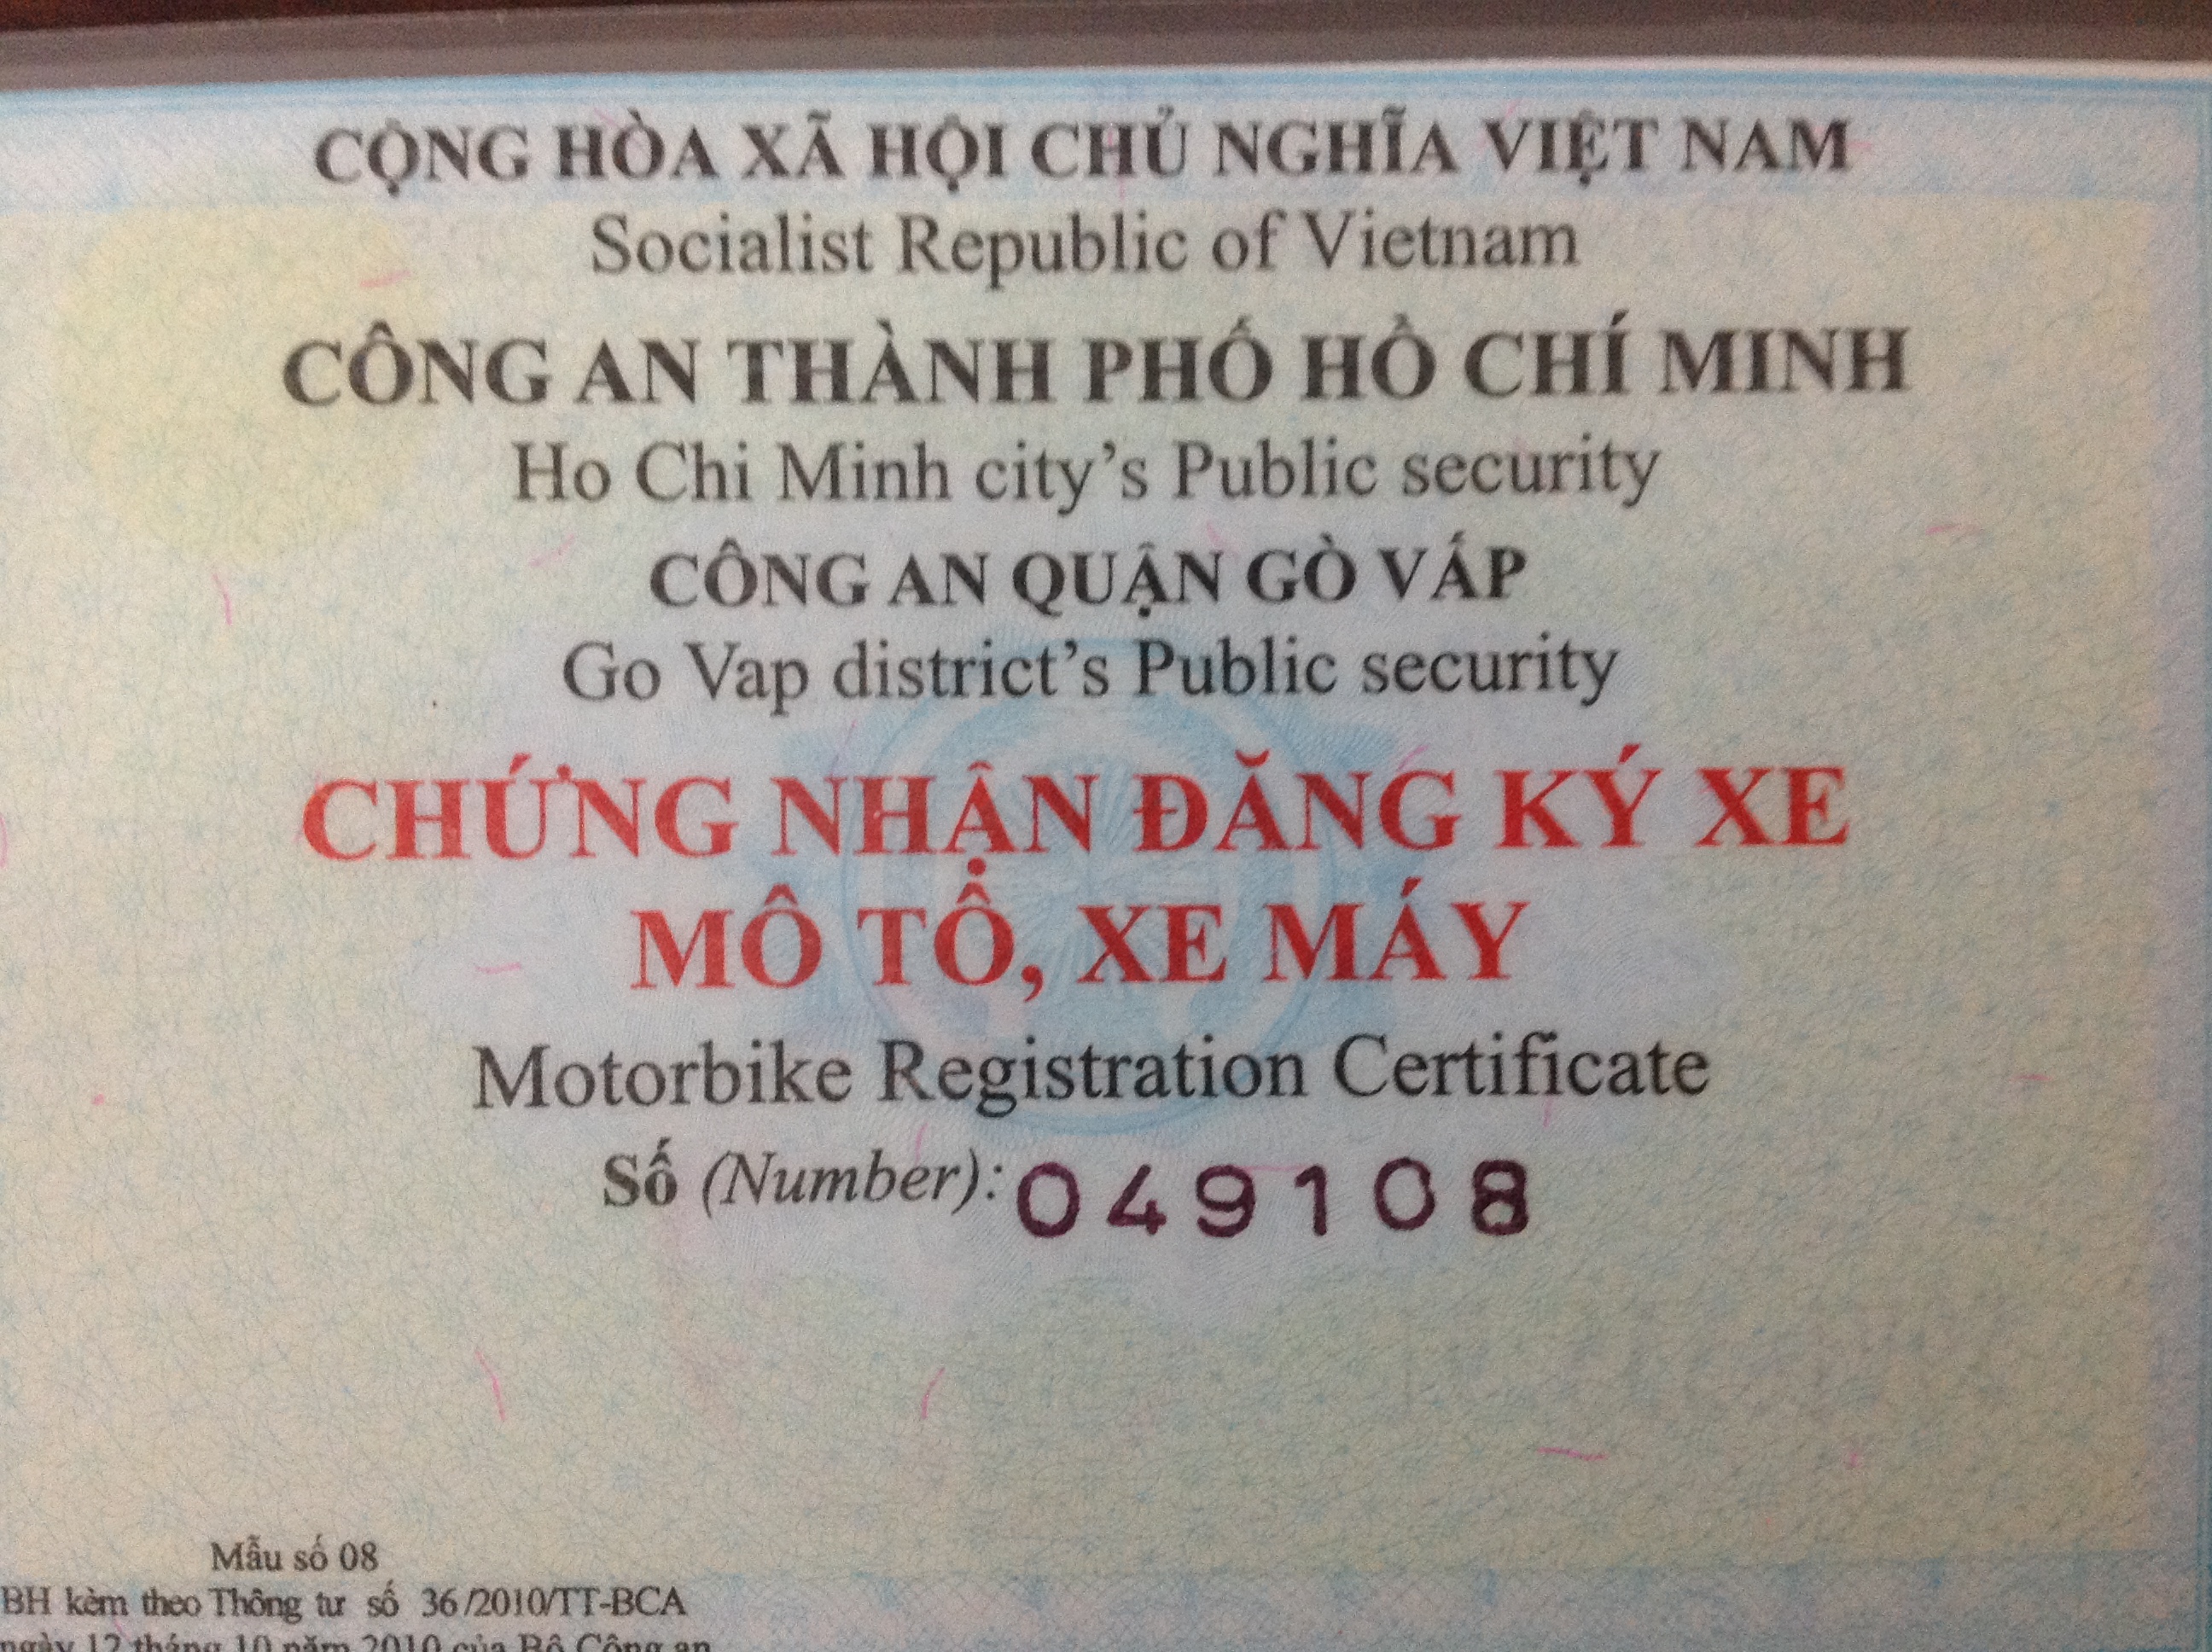 CỘNG HÒA XÃ HỘI CHỦ NGHĨA VIỆT NAM
Socialist Republic of Vietnam
CÔNG AN THÀNH PHỐ HỒ CHÍ MINH
Ho Chi Minh city’s Public security
CÔNG AN QUẬN GÒ VẤP
Go Vap district’s Public security
CHỨNG NHẬN ĐĂNG KÝ XE
MÔ TÔ, XE MÁY
Motorbike Registration Certificate
Số (Number): 049108
Mẫu số 08
BH kèm theo Thông tư số 36/2010/TT-BCA
ngày 12 tháng 10 năm 2010 của Bộ Công an